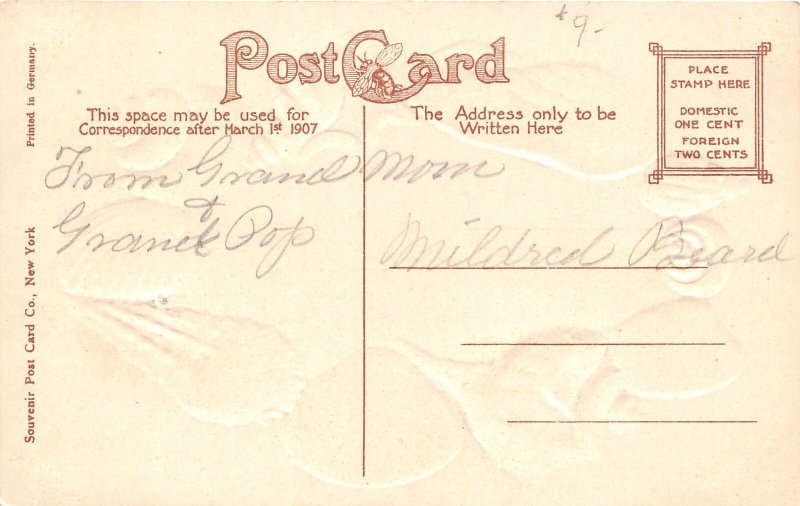 $9-
Post Card
This space may be used for
Correspondence after March 1st 1907
The Address only to be
Written Here
PLACE
STAMP HERE
DOMESTIC
ONE CENT
FOREIGN
TWO CENTS
From Grand Mom
&
Grand Pop
Mildred Beard
Printed in Germany.
Souvenir Post Card Co., New York